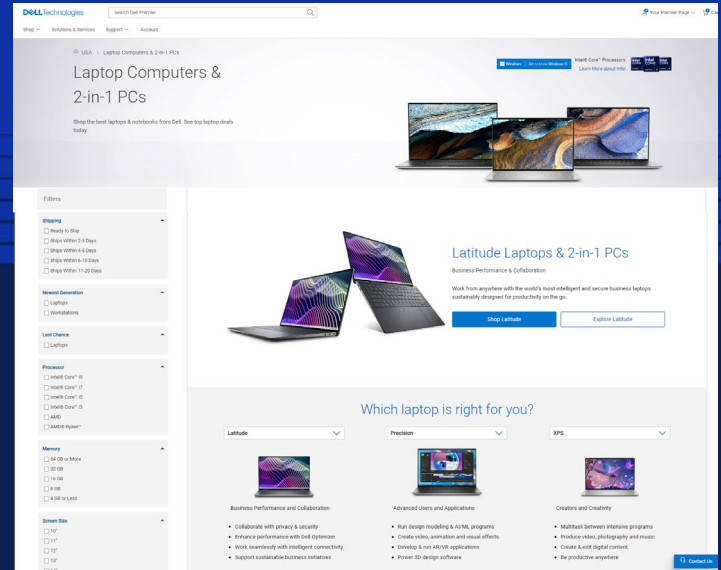 DELL Technologies
Search Dell Premier
Your Premier Page
Shop
Solutions & Services
Support
Account
USA
Laptop Computers & 2-in-1 PCs
Laptop Computers &
2-in-1 PCs
Shop the best laptops & notebooks from Dell. See top laptop deals
today.
Windows
Get to know Windows 11
Intel® Core™ Processors
Learn More about Intel
Filters
Shipping
Ready to Ship
Ships Within 2-3 Days
Ships Within 4-5 Days
Ships Within 6-10 Days
Ships Within 11-20 Days
Newest Generation
Laptops
Workstations
Last Chance
Laptops
Processor
Intel® Core™ i9
Intel® Core™ i7
Intel® Core™ i5
Intel® Core™ i3
AMD
AMD® Ryzen™
Memory
64 GB or More
32 GB
16 GB
8 GB
4 GB or Less
Screen Size
10"
11"
12"
13"
Latitude Laptops & 2-in-1 PCs
Business Performance & Collaboration
Work from anywhere with the world's most intelligent and secure business laptops
sustainably designed for productivity on the go.
Shop Latitude
Explore Latitude
Which laptop is right for you?
Latitude
Precision
XPS
Business Performance and Collaboration
Collaborate with privacy & security
Enhance performance with Dell Optimizer
Work seamlessly with intelligent connectivity
Support sustainable business initiatives
Advanced Users and Applications
Run design modeling & AI/ML programs
Create video, animation and visual effects
Develop & run AR/VR applications
Power 3D design software
Creators and Creativity
Multitask between intensive programs
Produce video, photography and music
Create & edit digital content
Be productive anywhere
Contact Us